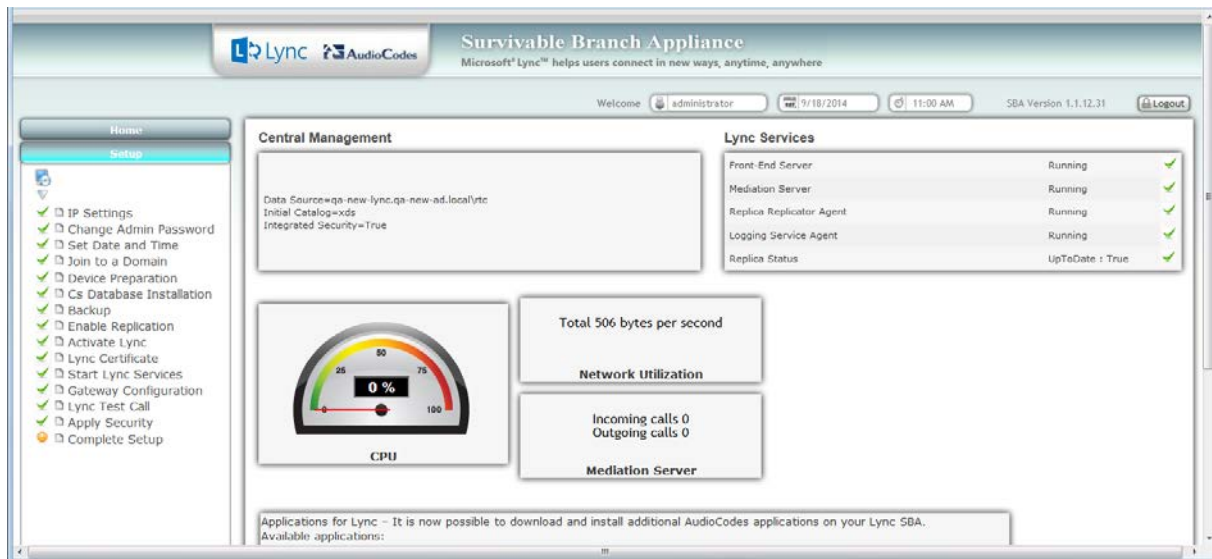 Lync AudioCodes
Survivable Branch Appliance
Microsoft® Lync™ helps users connect in new ways, anytime, anywhere
Welcome administrator 9/18/2014 11:00 AM SBA Version 1.1.12.31 Logout
Home
Setup
IP Settings
Change Admin Password
Set Date and Time
Join to a Domain
Device Preparation
Cs Database Installation
Backup
Enable Replication
Activate Lync
Lync Certificate
Start Lync Services
Gateway Configuration
Lync Test Call
Apply Security
Complete Setup
Central Management
Data Source=qa-new-lync.qa-new-ad.local\rtc
Initial Catalog=xds
Integrated Security=True
Lync Services
Front-End Server Running
Mediation Server Running
Replica Replicator Agent Running
Logging Service Agent Running
Replica Status UpToDate : True
0 25 50 75 100
0 %
CPU
Total 506 bytes per second
Network Utilization
Incoming calls 0
Outgoing calls 0
Mediation Server
Applications for Lync - It is now possible to download and install additional AudioCodes applications on your Lync SBA.
Available applications: